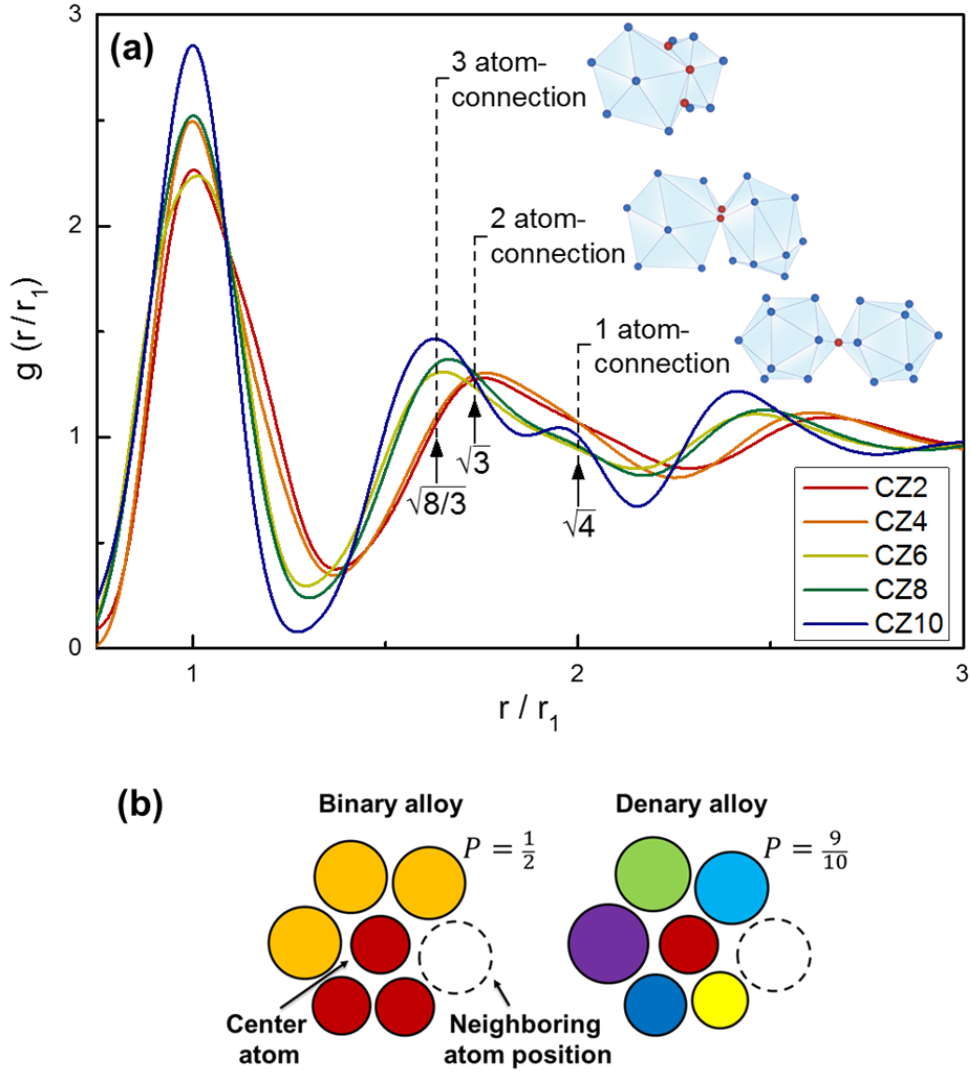 (a)
3
2
1
0
g (r/r₁)
3 atom-
connection
2 atom-
connection
1 atom-
connection
√3
√8/3
√4
CZ2
CZ4
CZ6
CZ8
CZ10
1
2
3
r / r₁
(b)
Binary alloy
P = 1/2
Denary alloy
P = 9/10
Center
atom
Neighboring
atom position